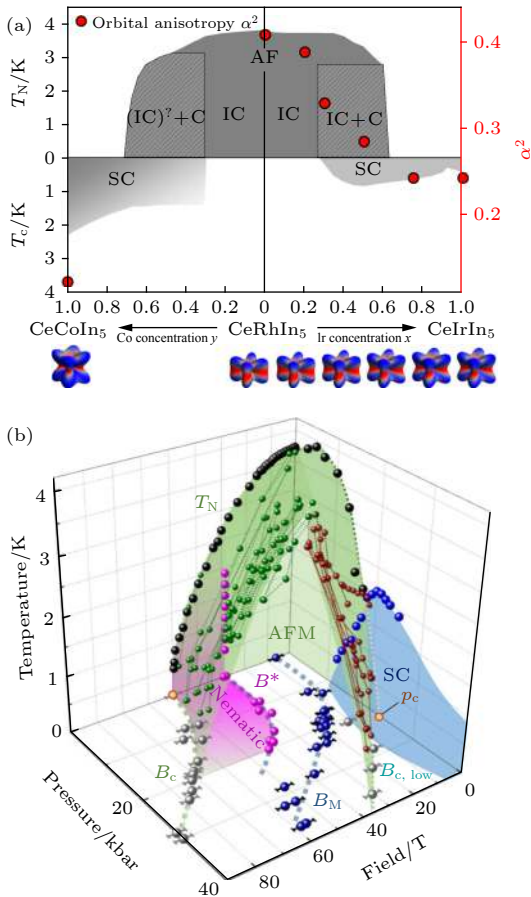 (a)
Orbital anisotropy α²
4
3
2
1
0
1
2
3
4
T_N/K
T_c/K
AF
(IC)?+C
IC
IC
IC+C
SC
SC
0.4
0.3
0.2
α²
1.0 0.8 0.6 0.4 0.2 0 0.2 0.4 0.6 0.8 1.0
CeCoIn₅ Co concentration y CeRhIn₅ Ir concentration x CeIrIn₅
(b)
4
3
2
1
0
Temperature/K
T_N
AFM
SC
B*
Nematic
p_c
B_c
B_M
B_c, low
0
20
40
Pressure/kbar
80
60
40
20
0
Field/T